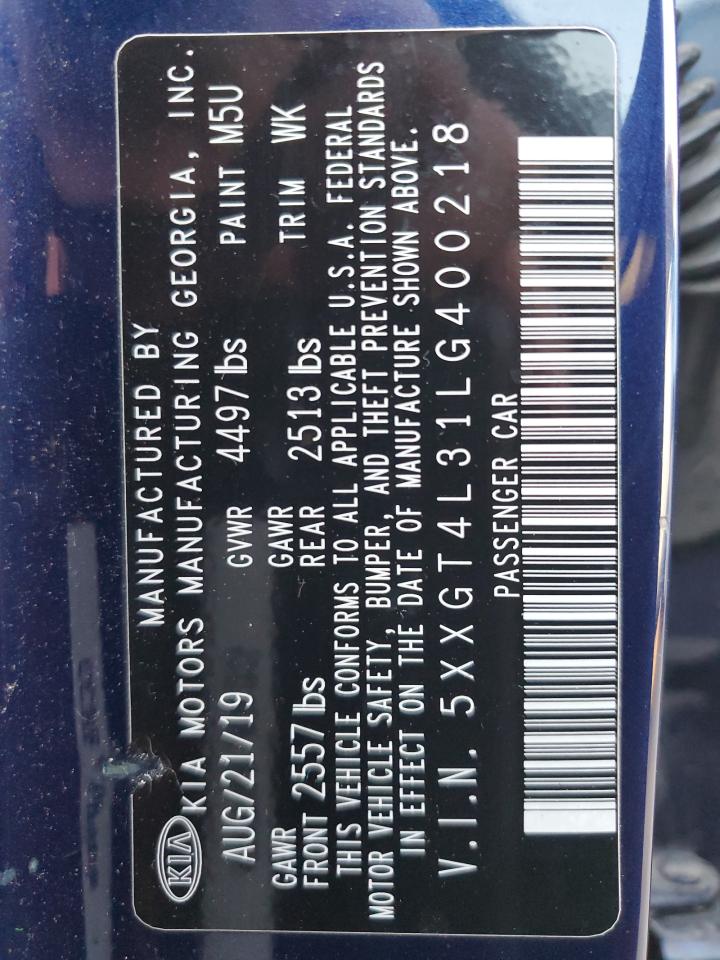 MANUFACTURED BY
KIA KIA MOTORS MANUFACTURING GEORGIA, INC.
AUG/21/19 GVWR 4497 lbs PAINT M5U
GAWR FRONT 2557 lbs GAWR REAR 2513 lbs TRIM WK
THIS VEHICLE CONFORMS TO ALL APPLICABLE U.S.A. FEDERAL
MOTOR VEHICLE SAFETY, BUMPER, AND THEFT PREVENTION STANDARDS
IN EFFECT ON THE DATE OF MANUFACTURE SHOWN ABOVE.
V.I.N. 5XXGT4L31LG400218
PASSENGER CAR